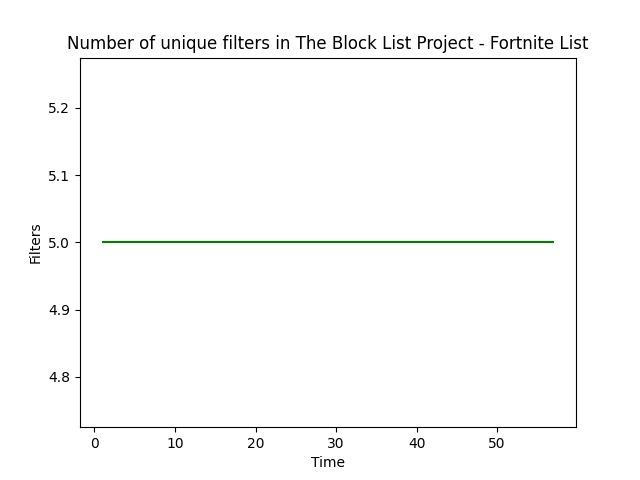 Number of unique filters in The Block List Project - Fortnite List
5.2
5.1
5.0
4.9
4.8
Filters
0 10 20 30 40 50
Time